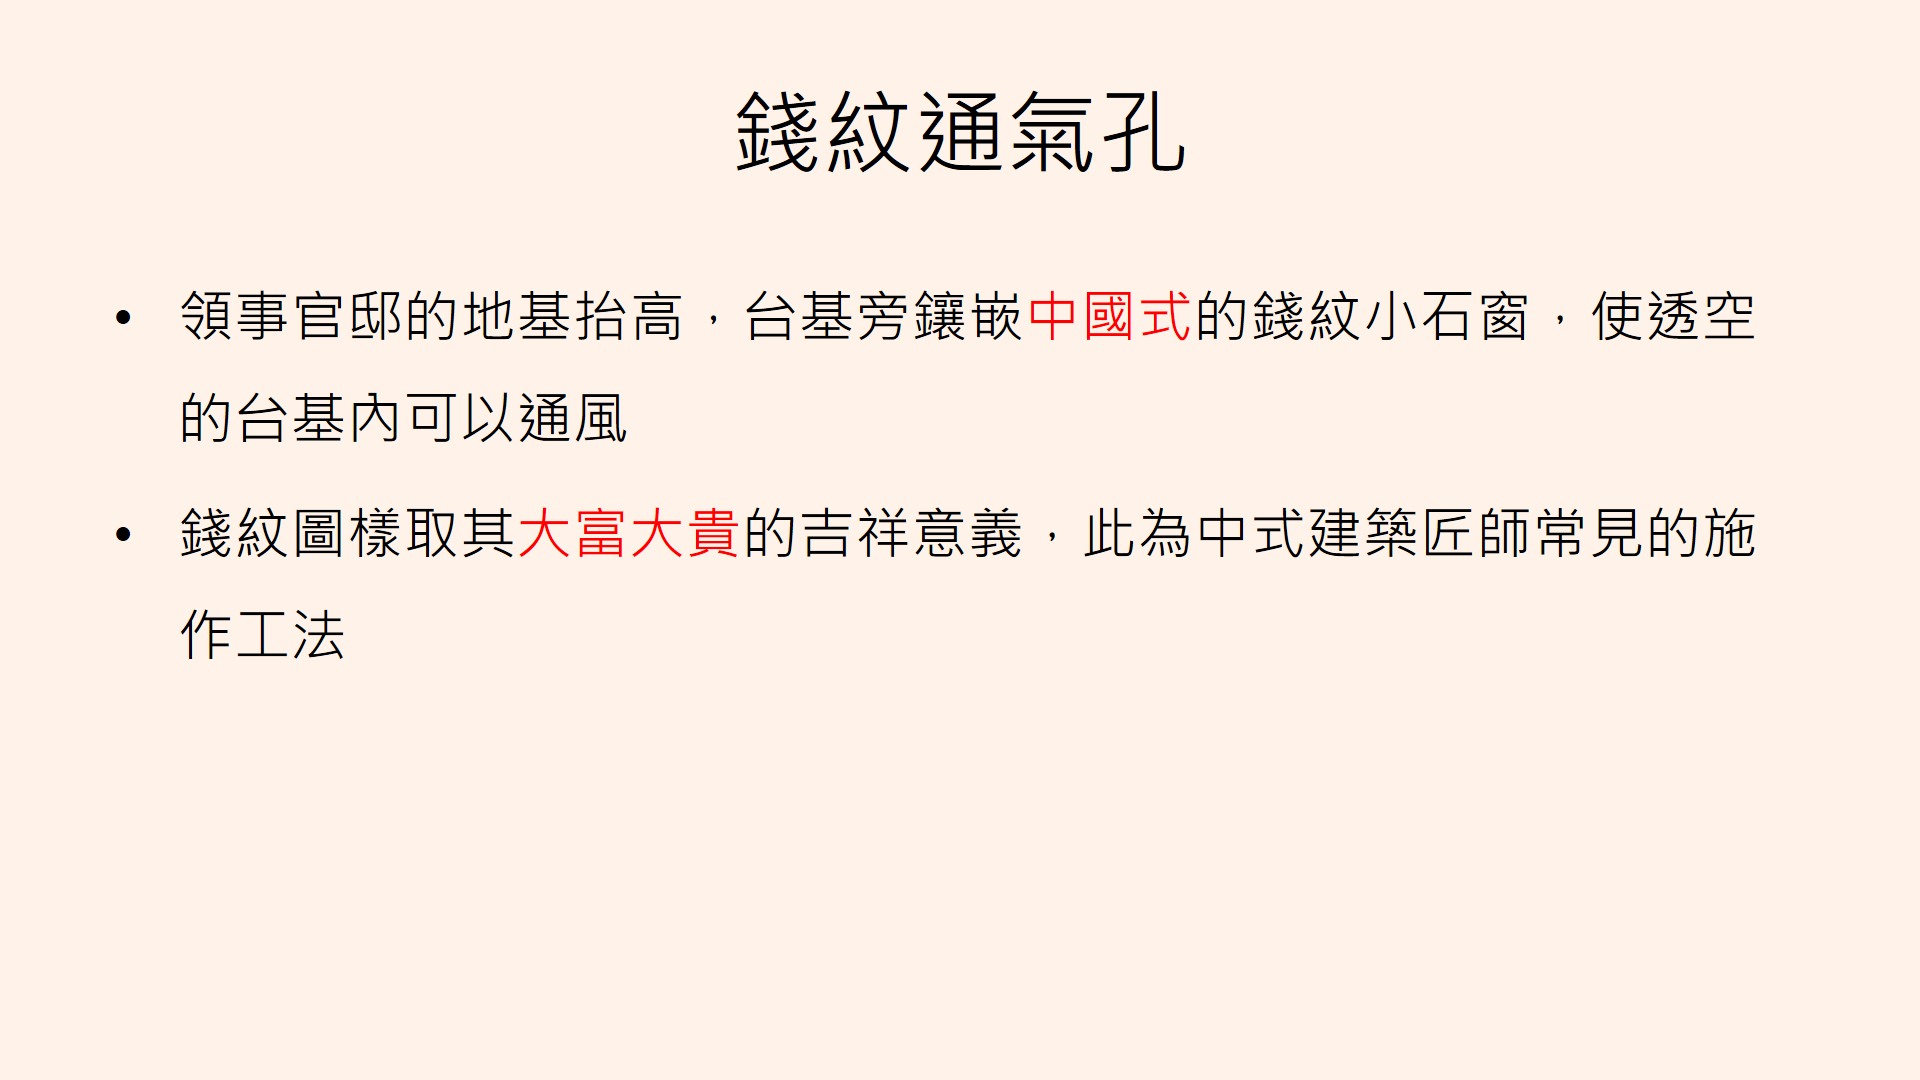 錢紋通氣孔
• 領事官邸的地基抬高，台基旁鑲嵌中國式的錢紋小石窗，使透空
的台基內可以通風
• 錢紋圖樣取其大富大貴的吉祥意義，此為中式建築匠師常見的施
作工法